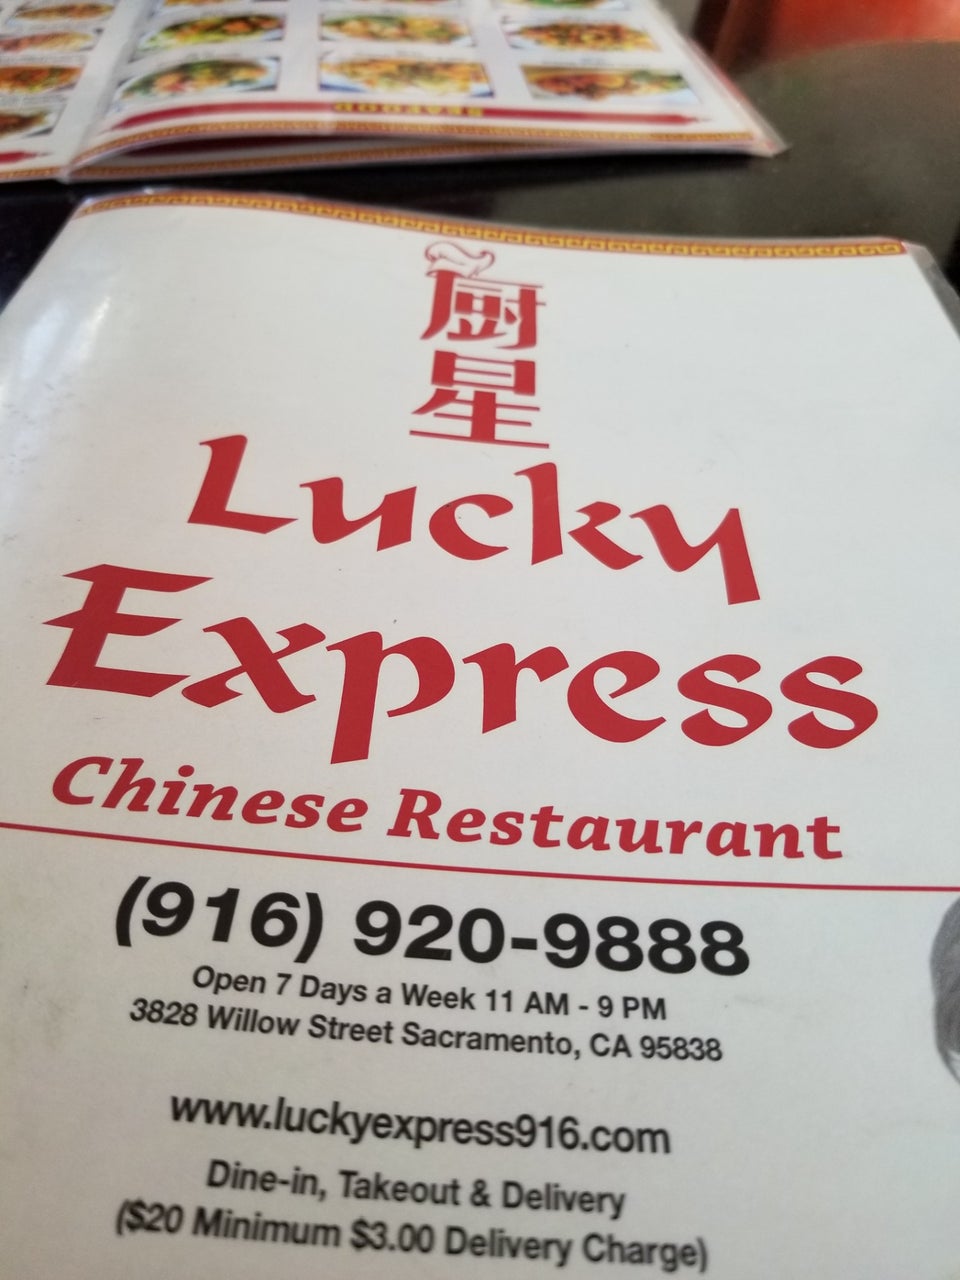 SEAFOOD
厨
星
Lucky
Express
Chinese Restaurant
(916) 920-9888
Open 7 Days a Week 11 AM - 9 PM
3828 Willow Street Sacramento, CA 95838
www.luckyexpress916.com
Dine-in, Takeout & Delivery
($20 Minimum $3.00 Delivery Charge)